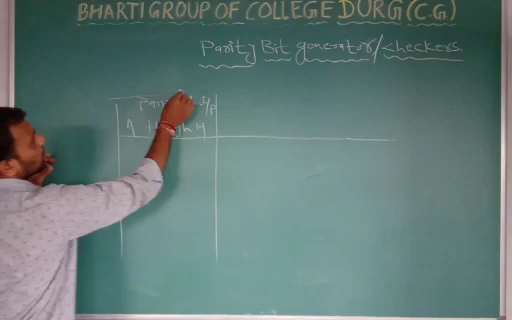 BHARTI GROUP OF COLLEGE DURG (C.G)
Parity Bit generator/checkers
I/P
A
H